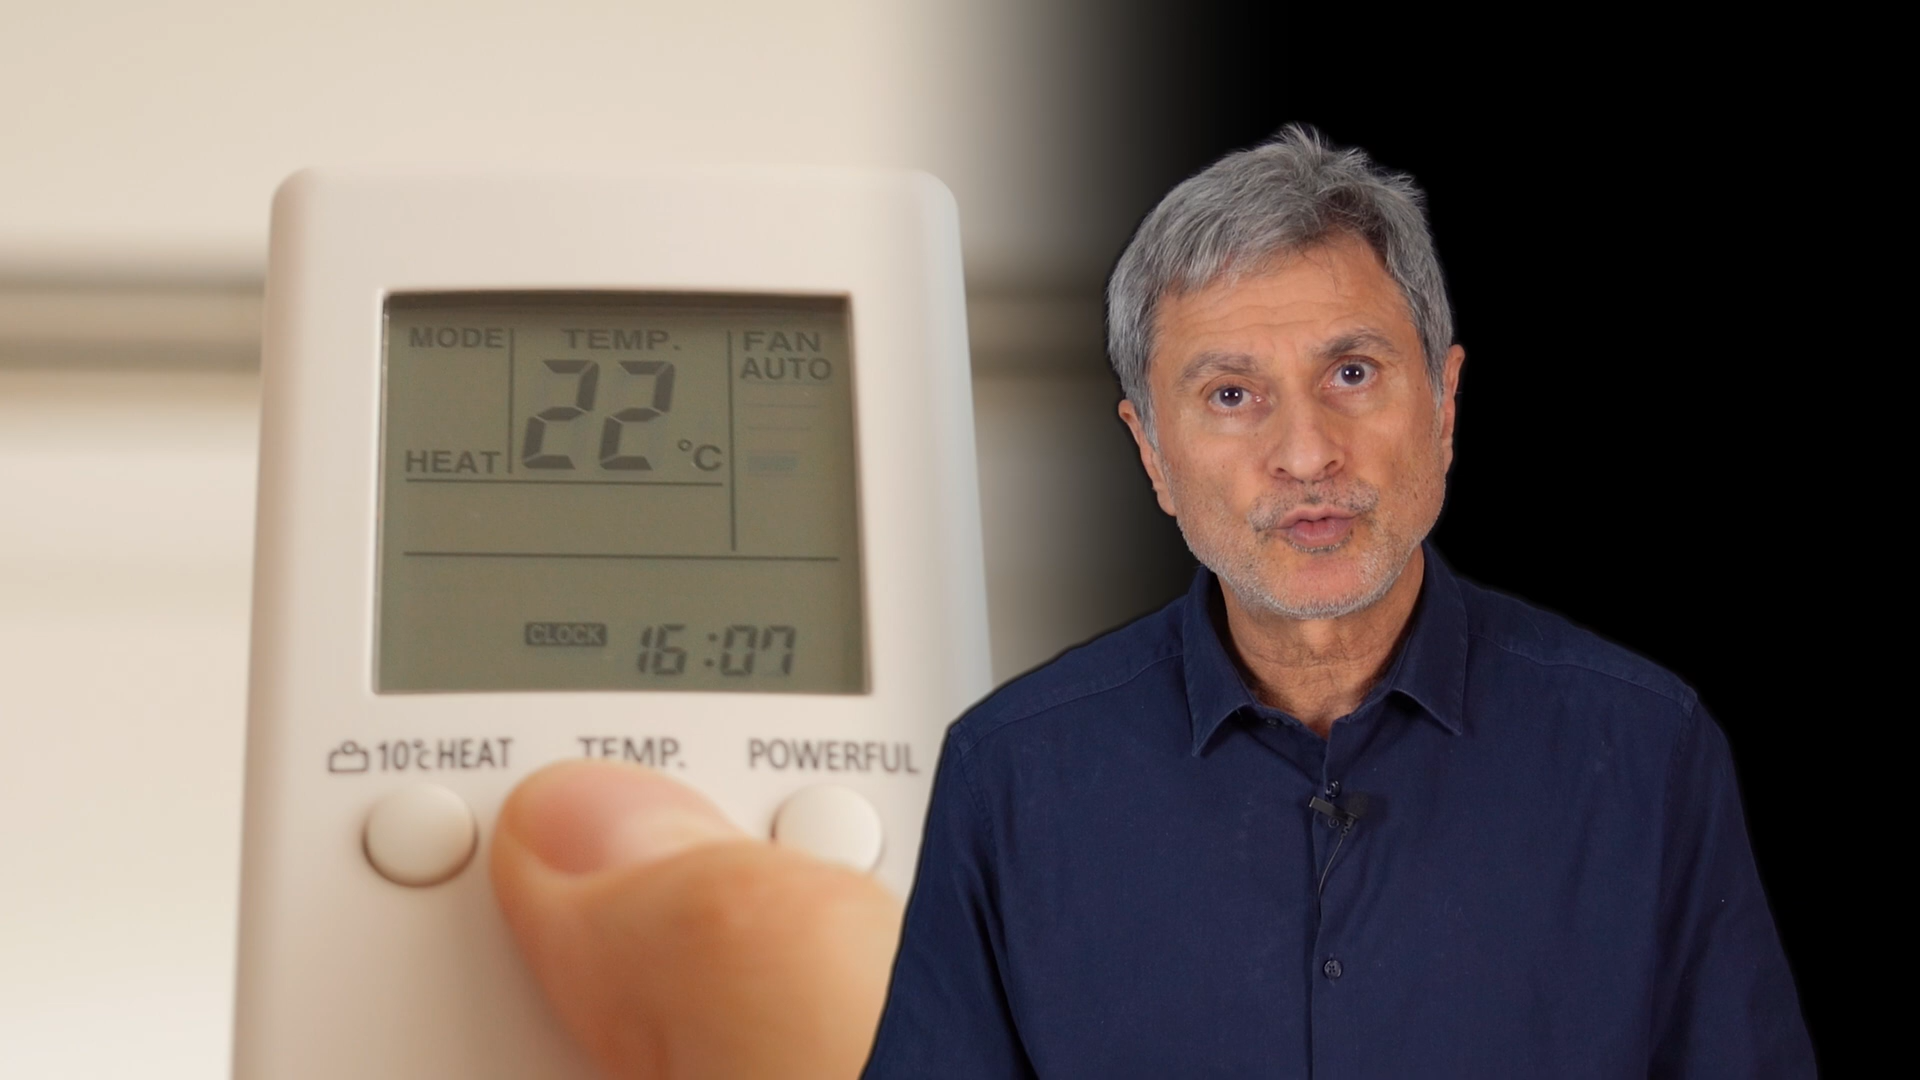 MODE TEMP. FAN
AUTO
HEAT 22 °C
CLOCK 16:07
10°C HEAT TEMP. POWERFUL